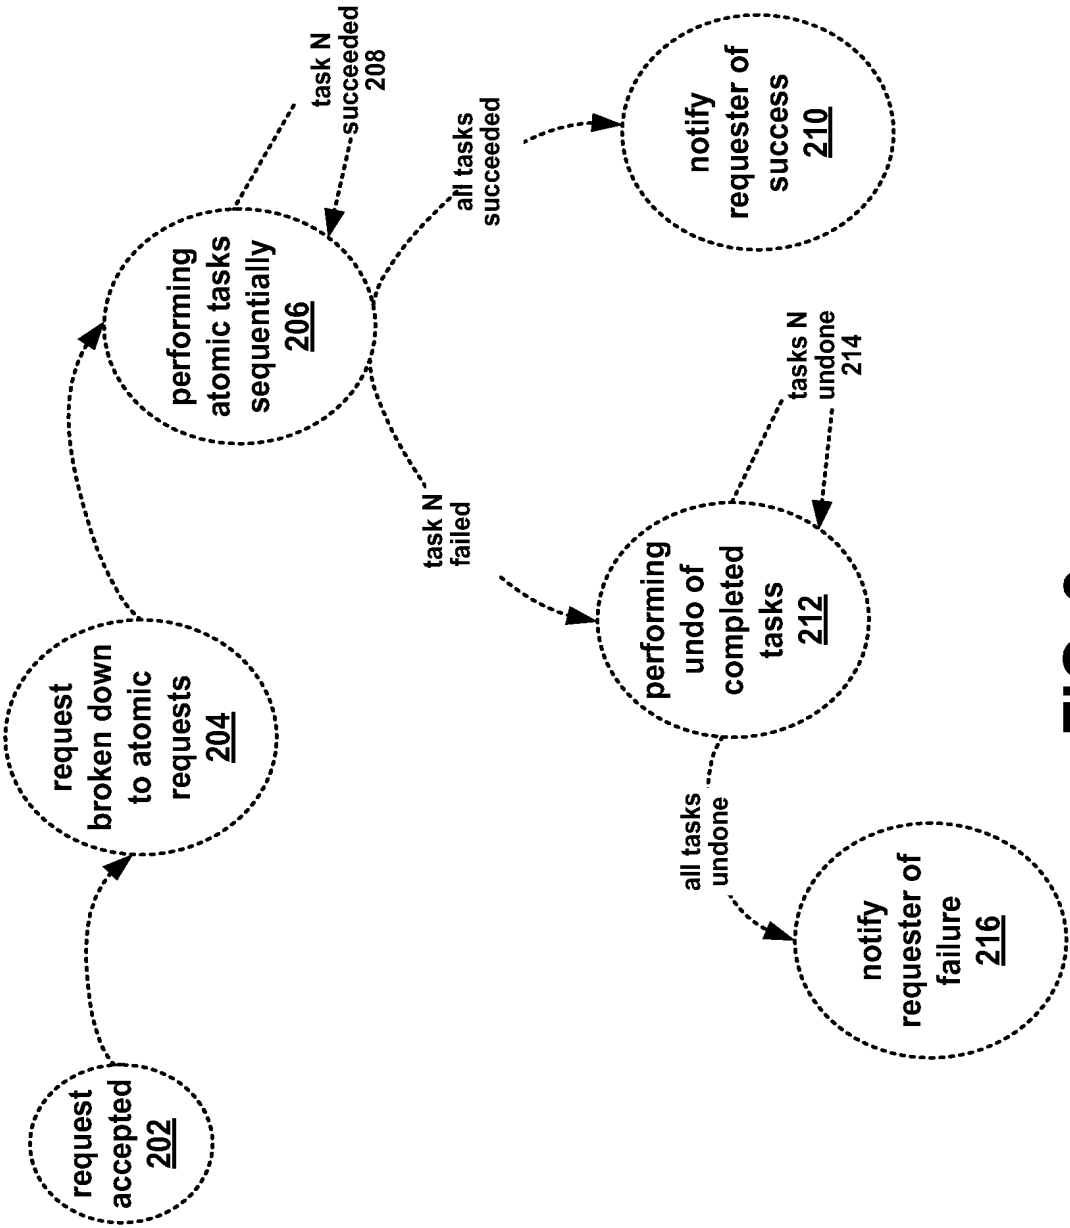 request
accepted
202
request
broken down
to atomic
requests
204
performing
atomic tasks
sequentially
206
task N
succeeded
208
all tasks
succeeded
notify
requester of
success
210
task N
failed
performing
undo of
completed
tasks
212
tasks N
undone
214
all tasks
undone
notify
requester of
failure
216